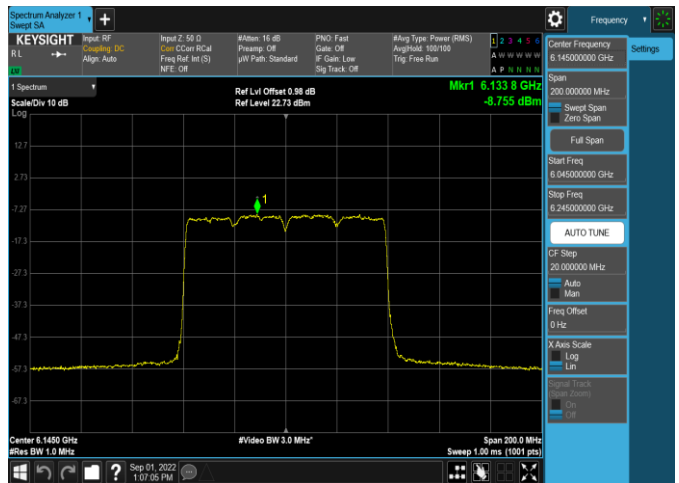 Spectrum Analyzer 1
Swept SA
KEYSIGHT
RL
Input: RF
Coupling: DC
Align: Auto
Input Z: 50 Ω
Corr CCorr RCal
Freq Ref: Int (S)
NFE: Off
#Atten: 16 dB
Preamp: Off
µW Path: Standard
PNO: Fast
Gate: Off
IF Gain: Low
Sig Track: Off
#Avg Type: Power (RMS)
Avg|Hold: 100/100
Trig: Free Run
1 2 3 4 5 6
A W W W W W
A P N N N N
1 Spectrum
Scale/Div 10 dB
Log
Ref Lvl Offset 0.98 dB
Ref Level 22.73 dBm
Mkr1 6.133 8 GHz
-8.755 dBm
12.7
2.73
-7.27
-17.3
-27.3
-37.3
-47.3
-57.3
-67.3
1
Center 6.1450 GHz
#Res BW 1.0 MHz
#Video BW 3.0 MHz*
Span 200.0 MHz
Sweep 1.00 ms (1001 pts)
Sep 01, 2022
1:07:05 PM
Frequency
Settings
Center Frequency
6.145000000 GHz
Span
200.000000 MHz
Swept Span
Zero Span
Full Span
Start Freq
6.045000000 GHz
Stop Freq
6.245000000 GHz
AUTO TUNE
CF Step
20.000000 MHz
Auto
Man
Freq Offset
0 Hz
X Axis Scale
Log
Lin
Signal Track
(Span Zoom)
On
Off